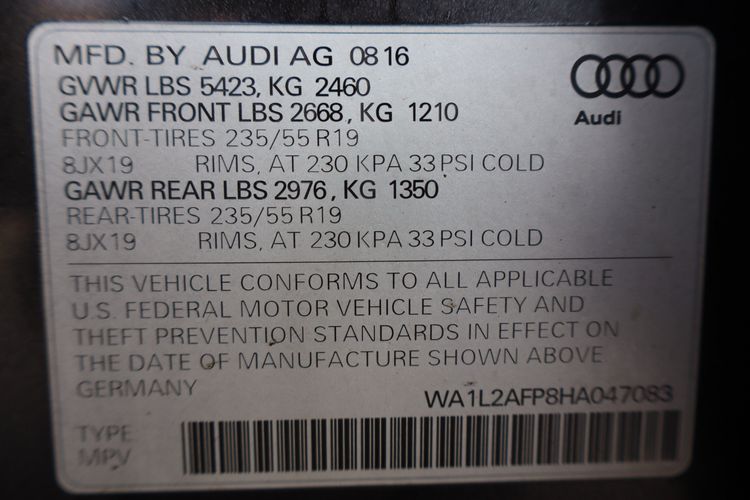 MFD. BY AUDI AG 08 16
GVWR LBS 5423, KG 2460
GAWR FRONT LBS 2668, KG 1210
FRONT-TIRES 235/55 R19
8JX19 RIMS, AT 230 KPA 33 PSI COLD
GAWR REAR LBS 2976, KG 1350
REAR-TIRES 235/55 R19
8JX19 RIMS, AT 230 KPA 33 PSI COLD
Audi
THIS VEHICLE CONFORMS TO ALL APPLICABLE
U.S. FEDERAL MOTOR VEHICLE SAFETY AND
THEFT PREVENTION STANDARDS IN EFFECT ON
THE DATE OF MANUFACTURE SHOWN ABOVE
GERMANY
WA1L2AFP8HA047083
TYPE
MPV